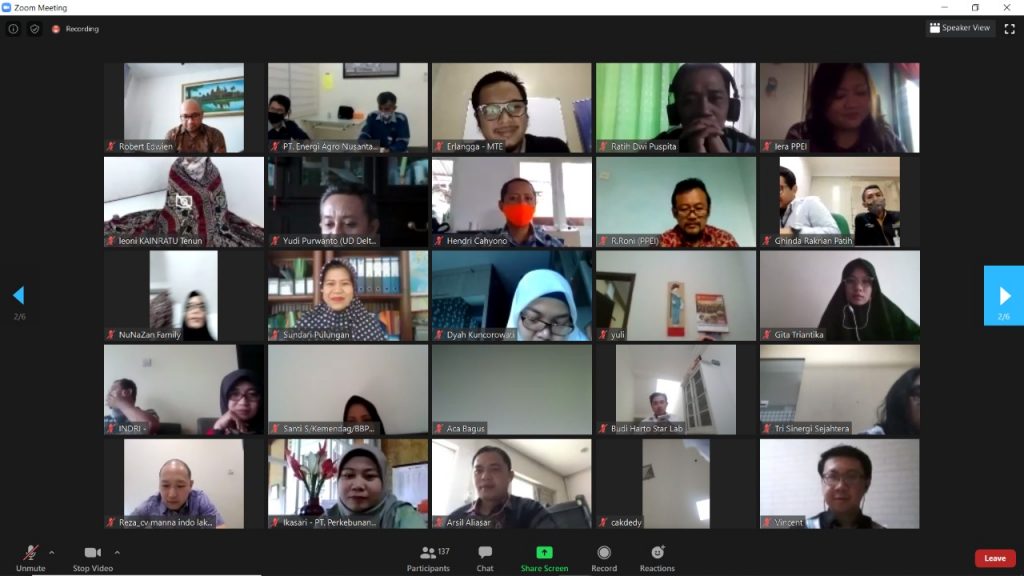 Zoom Meeting
Recording
Speaker View
Robert Eswien
PT. Energi Agro Nusanta...
Erlangga - MTE
Ratih Dwi Puspita
lera PPEI
leoni KAINRATU Tenun
Yudi Purwanto (UD Delt...
Hendri Cahyono
R.Roni (PPEI)
Ghinda Rakrian Patih
NuNaZan Family
Sundari Pulungan
Dyah Kuncorowati
yuli
Gita Triantika
INDRI -
Santi S/Kemendag/BBP...
Aca Bagus
Budi Harto Star Lab
Tri Sinergi Sejahtera
Reza_cv manna indo lak...
Ikasari - PT. Perkebunan...
Arsil Aliasar
cakdedy
Vincent
2/6
2/6
Unmute
Stop Video
137
Participants
Chat
Share Screen
Record
Reactions
Leave